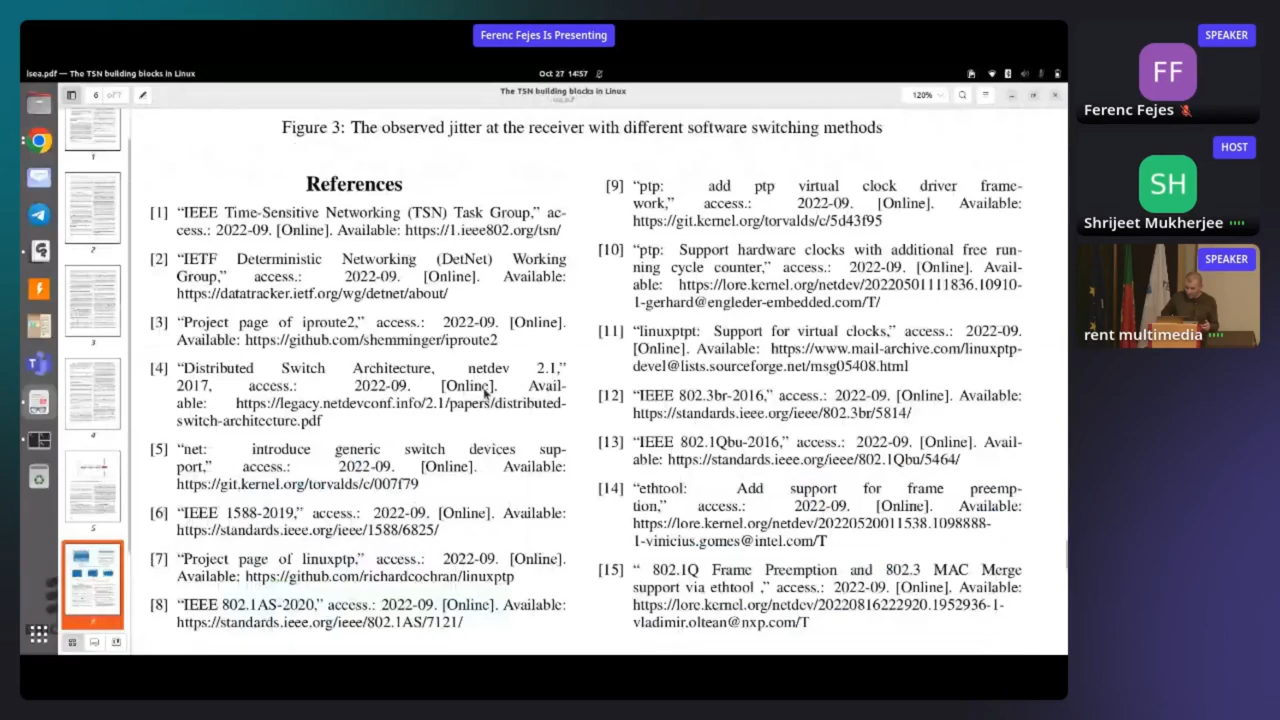 Ferenc Fejes Is Presenting
lsea.pdf — The TSN building blocks in Linux
Oct 27 14:57
6 of 7
The TSN building blocks in Linux
lsea.pdf
120%
1
2
3
4
5
Figure 3: The observed jitter at the receiver with different software switching methods
References
[1] “IEEE Time-Sensitive Networking (TSN) Task Group,” ac-
cess.: 2022-09. [Online]. Available: https://1.ieee802.org/tsn/
[2] “IETF Deterministic Networking (DetNet) Working
Group,” access.: 2022-09. [Online]. Available:
https://datatracker.ietf.org/wg/detnet/about/
[3] “Project page of iproute2,” access.: 2022-09. [Online].
Available: https://github.com/shemminger/iproute2
[4] “Distributed Switch Architecture, netdev 2.1,”
2017, access.: 2022-09. [Online]. Avail-
able: https://legacy.netdevconf.info/2.1/papers/distributed-
switch-architecture.pdf
[5] “net: introduce generic switch devices sup-
port,” access.: 2022-09. [Online]. Available:
https://git.kernel.org/torvalds/c/007f79
[6] “IEEE 1588-2019,” access.: 2022-09. [Online]. Available:
https://standards.ieee.org/ieee/1588/6825/
[7] “Project page of linuxptp,” access.: 2022-09. [Online].
Available: https://github.com/richardcochran/linuxptp
[8] “IEEE 802.1AS-2020,” access.: 2022-09. [Online]. Available:
https://standards.ieee.org/ieee/802.1AS/7121/
[9] “ptp: add ptp virtual clock driver frame-
work,” access.: 2022-09. [Online]. Available:
https://git.kernel.org/torvalds/c/5d43f95
[10] “ptp: Support hardware clocks with additional free run-
ning cycle counter,” access.: 2022-09. [Online]. Avail-
able: https://lore.kernel.org/netdev/20220501111836.10910-
1-gerhard@engleder-embedded.com/T/
[11] “linuxptpt: Support for virtual clocks,” access.: 2022-09.
[Online]. Available: https://www.mail-archive.com/linuxptp-
devel@lists.sourceforge.net/msg05408.html
[12] “IEEE 802.3br-2016,” access.: 2022-09. [Online]. Available:
https://standards.ieee.org/ieee/802.3br/5814/
[13] “IEEE 802.1Qbu-2016,” access.: 2022-09. [Online]. Avail-
able: https://standards.ieee.org/ieee/802.1Qbu/5464/
[14] “ethtool: Add support for frame preemp-
tion,” access.: 2022-09. [Online]. Available:
https://lore.kernel.org/netdev/20220520011538.1098888-
1-vinicius.gomes@intel.com/T
[15] “ 802.1Q Frame Preemption and 802.3 MAC Merge
support via ethtool ,” access.: 2022-09. [Online]. Available:
https://lore.kernel.org/netdev/20220816222920.1952936-1-
vladimir.oltean@nxp.com/T
SPEAKER
FF
Ferenc Fejes
HOST
SH
Shrijeet Mukherjee
SPEAKER
rent multimedia